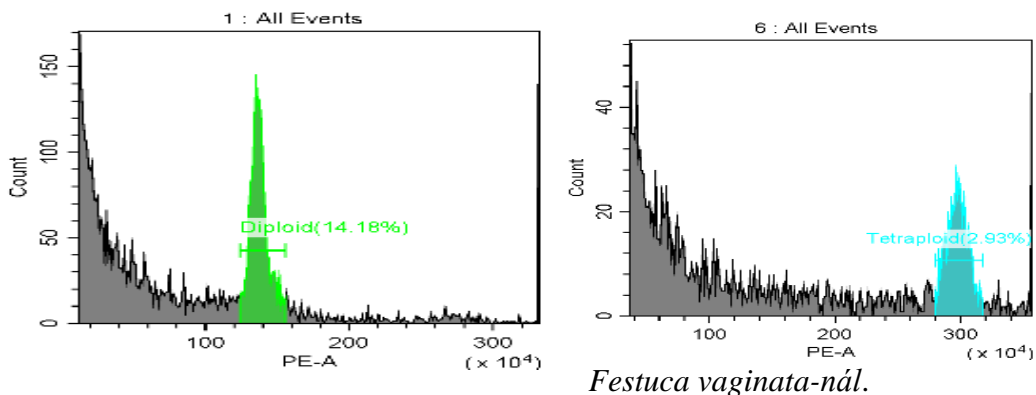 1 : All Events
150
100
50
0
Count
Diploid(14.18%)
100 200 300
PE-A (x 10⁴)
6 : All Events
40
20
0
Count
Tetraploid(2.93%)
100 200 300
PE-A (x 10⁴)
Festuca vaginata-nál.